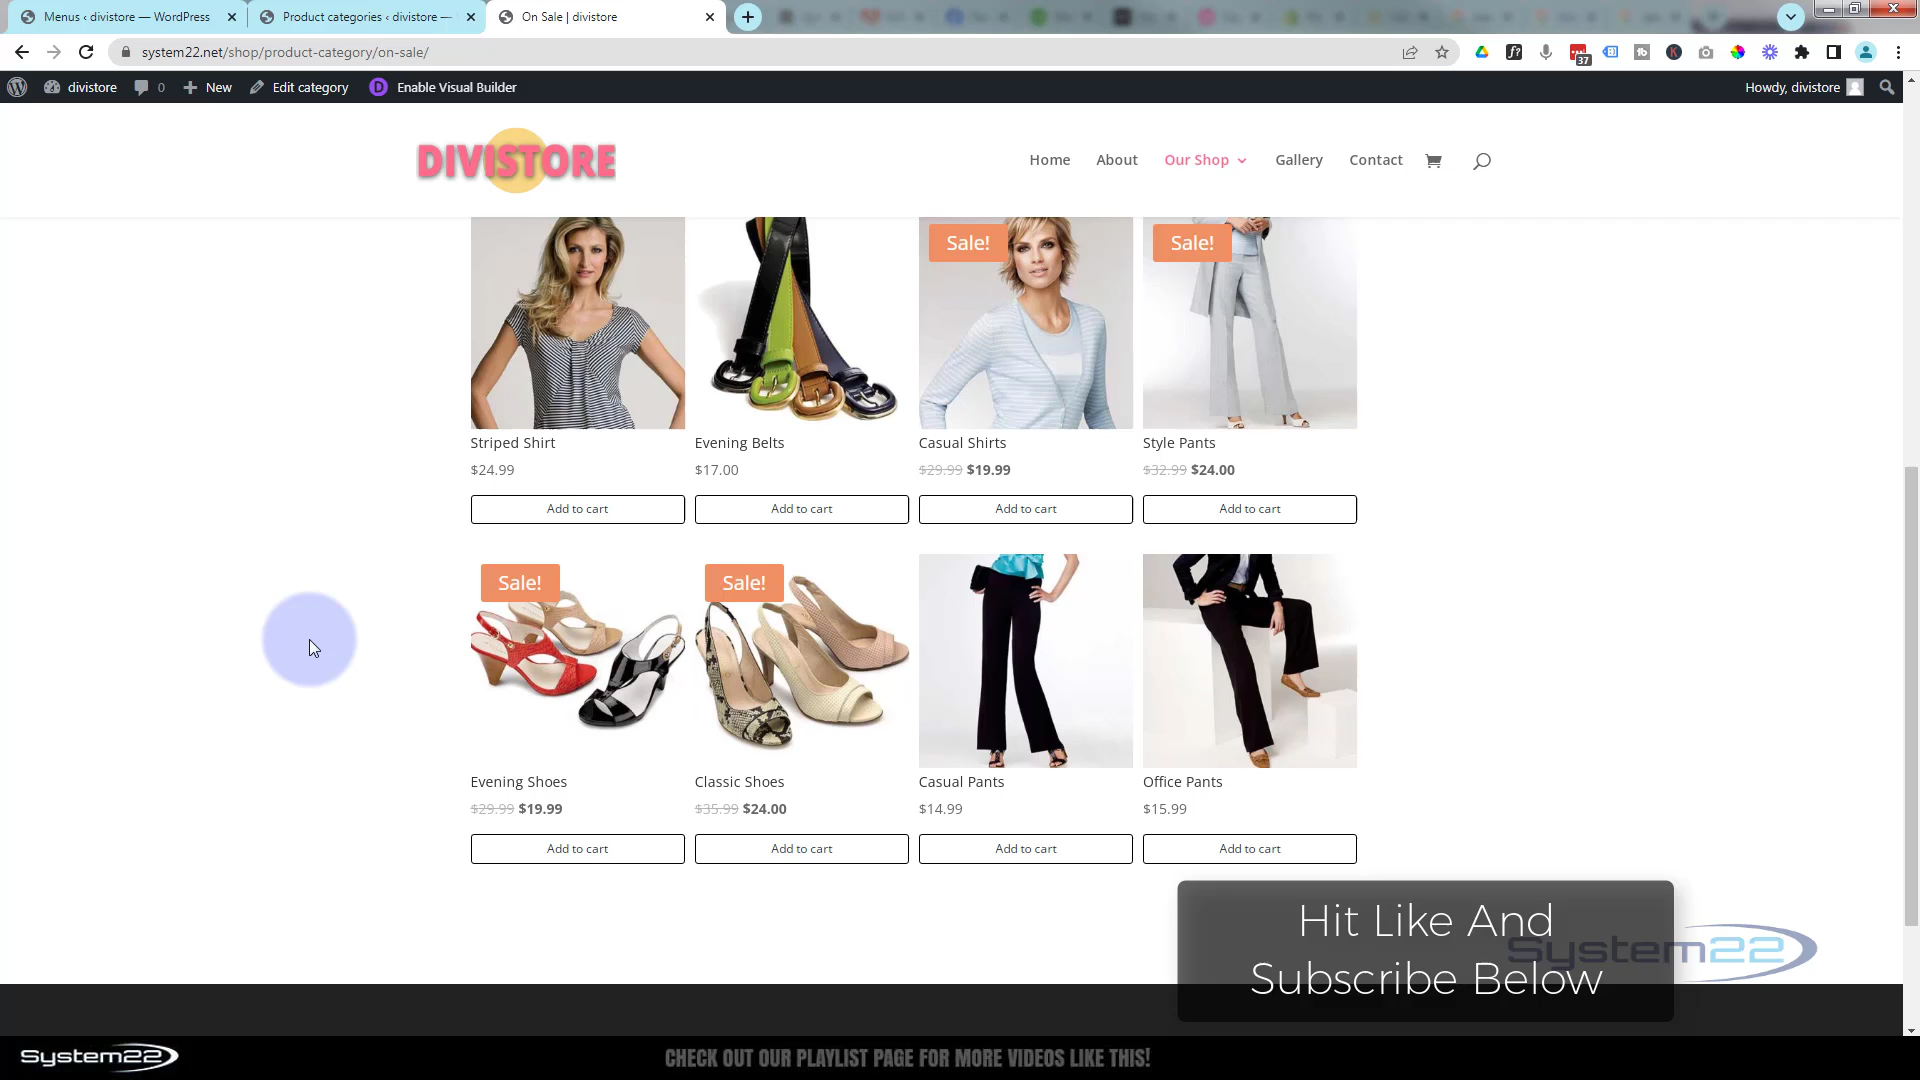 Menus ‹ divistore — WordPress
Product categories ‹ divistore —
On Sale | divistore
system22.net/shop/product-category/on-sale/
37
divistore
0
New
Edit category
Enable Visual Builder
Howdy, divistore
DIVISTORE
Home
About
Our Shop
Gallery
Contact
Sale!
Sale!
Striped Shirt
Evening Belts
Casual Shirts
Style Pants
$24.99
$17.00
$29.99 $19.99
$32.99 $24.00
Add to cart
Add to cart
Add to cart
Add to cart
Sale!
Sale!
Evening Shoes
Classic Shoes
Casual Pants
Office Pants
$29.99 $19.99
$35.99 $24.00
$14.99
$15.99
Add to cart
Add to cart
Add to cart
Add to cart
Hit Like And
Subscribe Below
System22
System22
CHECK OUT OUR PLAYLIST PAGE FOR MORE VIDEOS LIKE THIS!